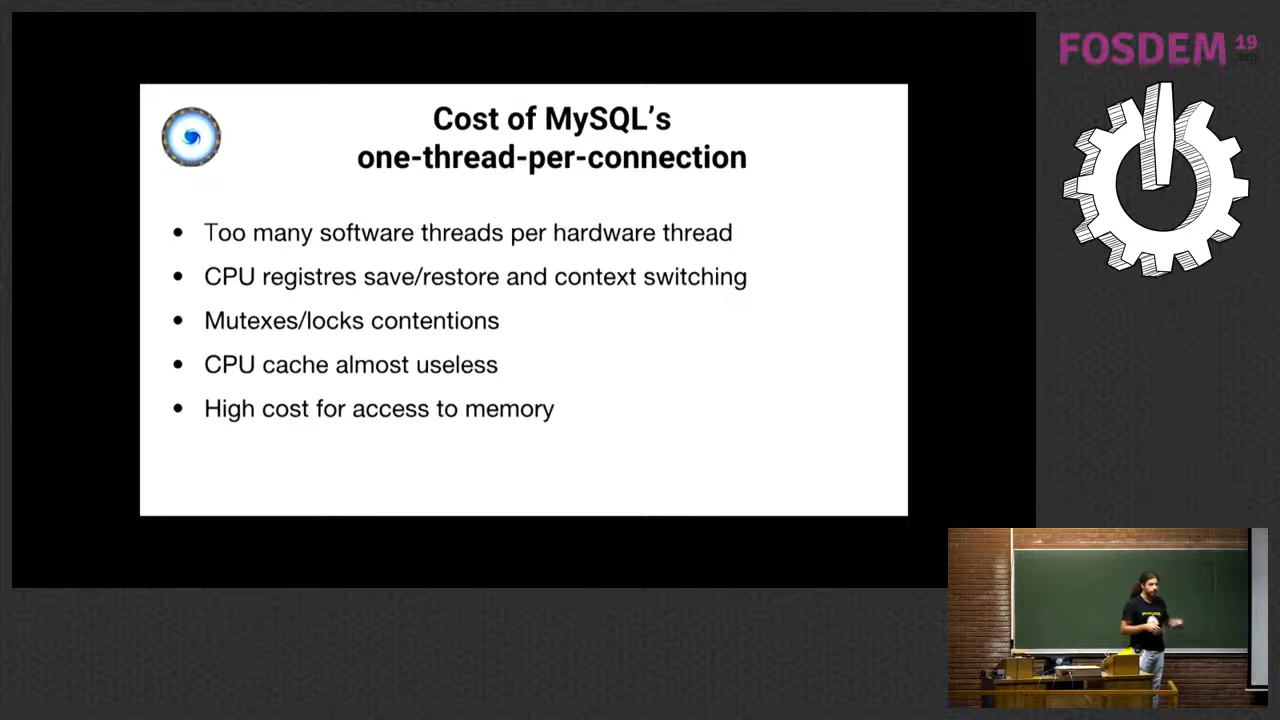 FOSDEM 19
Cost of MySQL's
one-thread-per-connection
• Too many software threads per hardware thread
• CPU registres save/restore and context switching
• Mutexes/locks contentions
• CPU cache almost useless
• High cost for access to memory